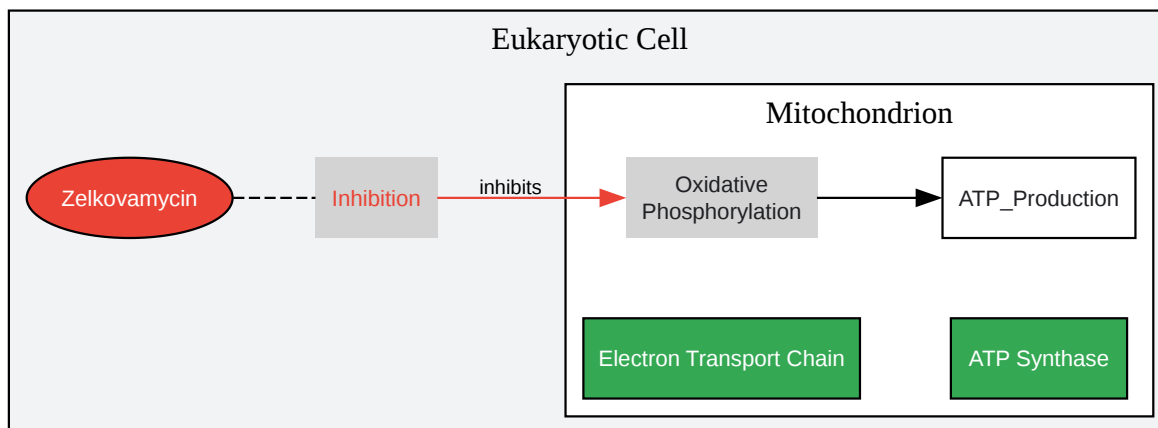 Eukaryotic Cell
Mitochondrion
Zelkovamycin
Inhibition
inhibits
Oxidative
Phosphorylation
ATP_Production
Electron Transport Chain
ATP Synthase